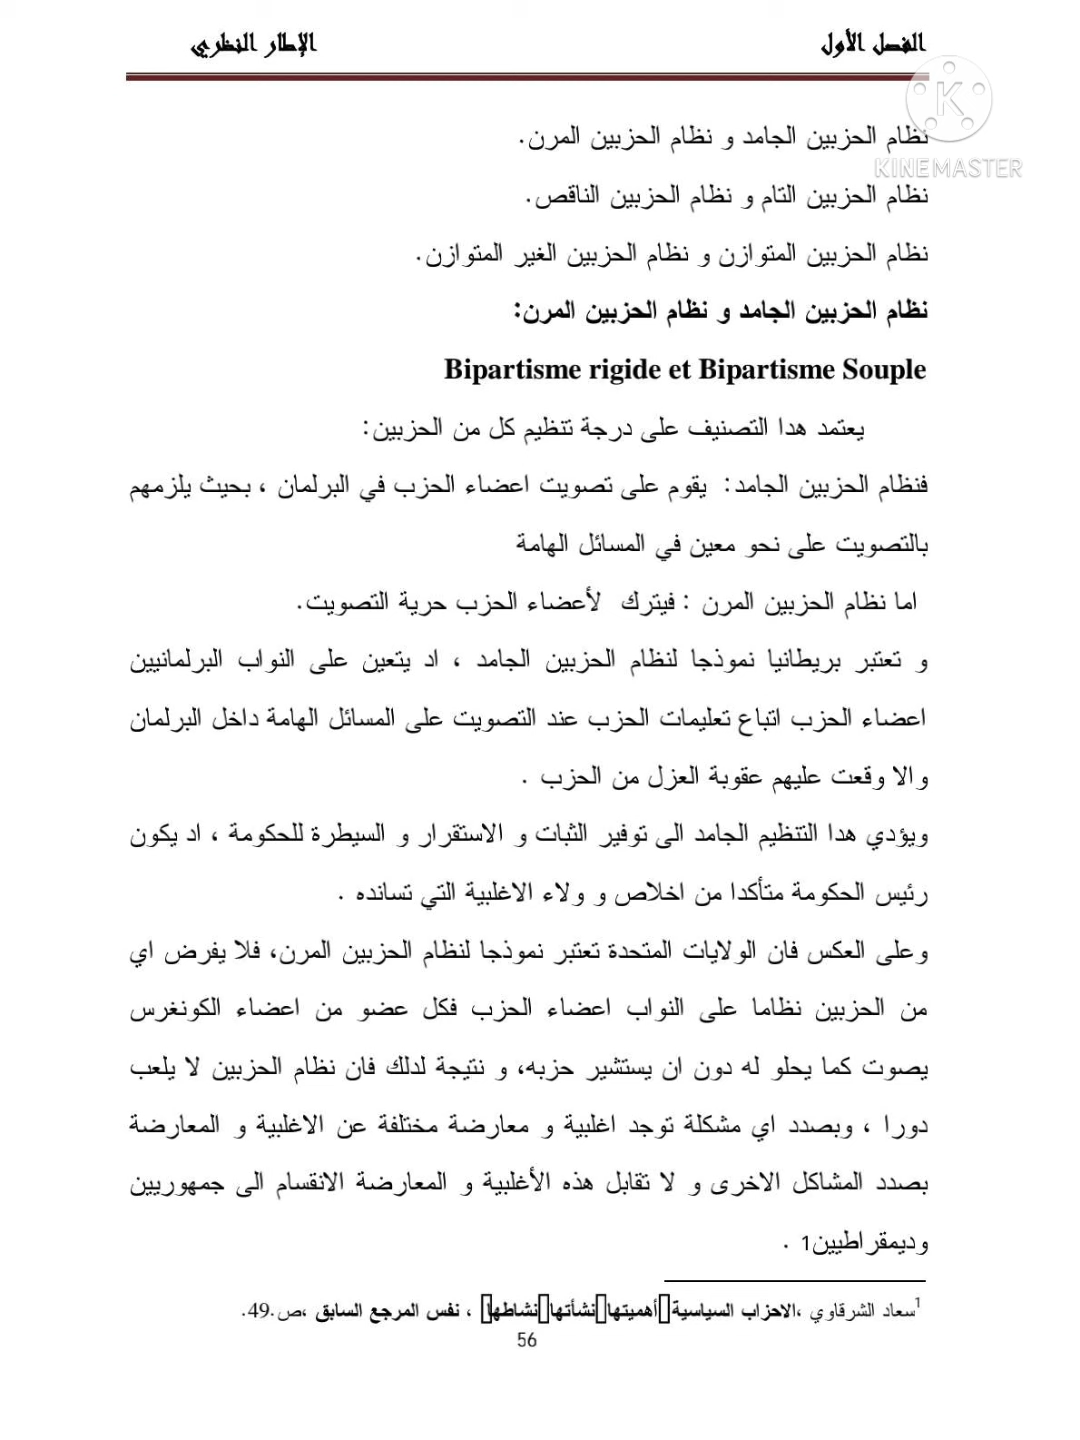 الفصل الأول
الإطار النظري
KINEMASTER
نظام الحزبين الجامد و نظام الحزبين المرن.
نظام الحزبين التام و نظام الحزبين الناقص.
نظام الحزبين المتوازن و نظام الحزبين الغير المتوازن.
نظام الحزبين الجامد و نظام الحزبين المرن:
Bipartisme rigide et Bipartisme Souple
يعتمد هدا التصنيف على درجة تنظيم كل من الحزبين:
فنظام الحزبين الجامد: يقوم على تصويت اعضاء الحزب في البرلمان ، بحيث يلزمهم
بالتصويت على نحو معين في المسائل الهامة
اما نظام الحزبين المرن : فيترك لأعضاء الحزب حرية التصويت.
و تعتبر بريطانيا نموذجا لنظام الحزبين الجامد ، اد يتعين على النواب البرلمانيين
اعضاء الحزب اتباع تعليمات الحزب عند التصويت على المسائل الهامة داخل البرلمان
والا وقعت عليهم عقوبة العزل من الحزب .
ويؤدي هدا التنظيم الجامد الى توفير الثبات و الاستقرار و السيطرة للحكومة ، اد يكون
رئيس الحكومة متأكدا من اخلاص و ولاء الاغلبية التي تسانده .
وعلى العكس فان الولايات المتحدة تعتبر نموذجا لنظام الحزبين المرن، فلا يفرض اي
من الحزبين نظاما على النواب اعضاء الحزب فكل عضو من اعضاء الكونغرس
يصوت كما يحلو له دون ان يستشير حزبه، و نتيجة لدلك فان نظام الحزبين لا يلعب
دورا ، وبصدد اي مشكلة توجد اغلبية و معارضة مختلفة عن الاغلبية و المعارضة
بصدد المشاكل الاخرى و لا تقابل هذه الأغلبية و المعارضة الانقسام الى جمهوريين
وديمقراطيين1 .
1سعاد الشرقاوي ،الاحزاب السياسية أهميتها نشأتها نشاطها ، نفس المرجع السابق ،ص.49.
56